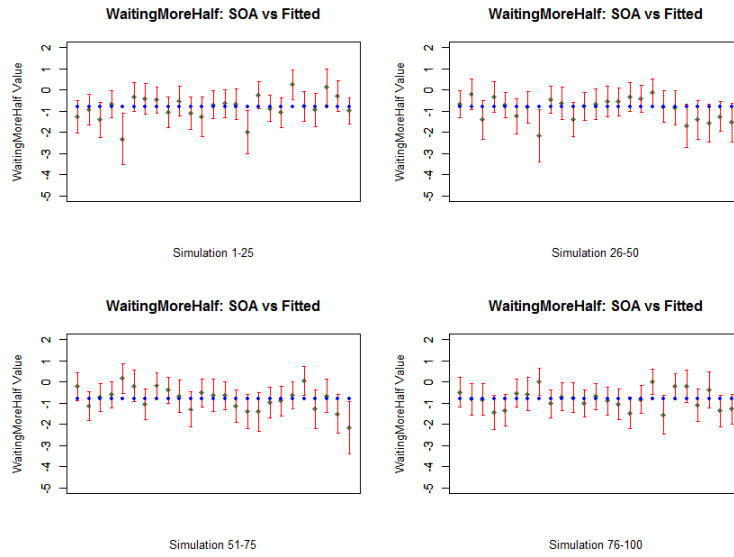 WaitingMoreHalf: SOA vs Fitted
WaitingMoreHalf: SOA vs Fitted
WaitingMoreHalf Value
2
1
0
-1
-2
-3
-4
-5
WaitingMoreHalf Value
2
1
0
-1
-2
-3
-4
-5
Simulation 1-25
Simulation 26-50
WaitingMoreHalf: SOA vs Fitted
WaitingMoreHalf: SOA vs Fitted
WaitingMoreHalf Value
2
1
0
-1
-2
-3
-4
-5
WaitingMoreHalf Value
2
1
0
-1
-2
-3
-4
-5
Simulation 51-75
Simulation 76-100